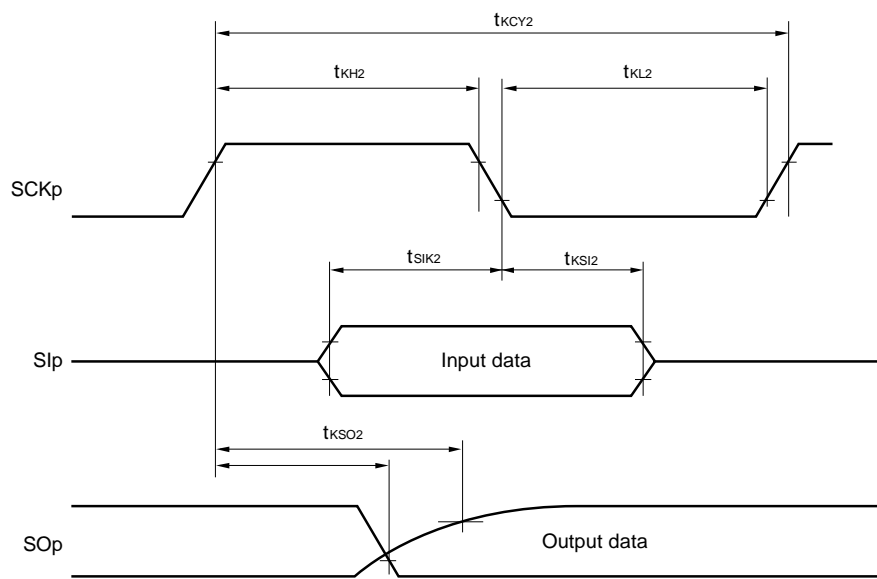 tKCY2
tKH2
tKL2
SCKp
tSIK2
tKSI2
SIp
Input data
tKSO2
SOp
Output data